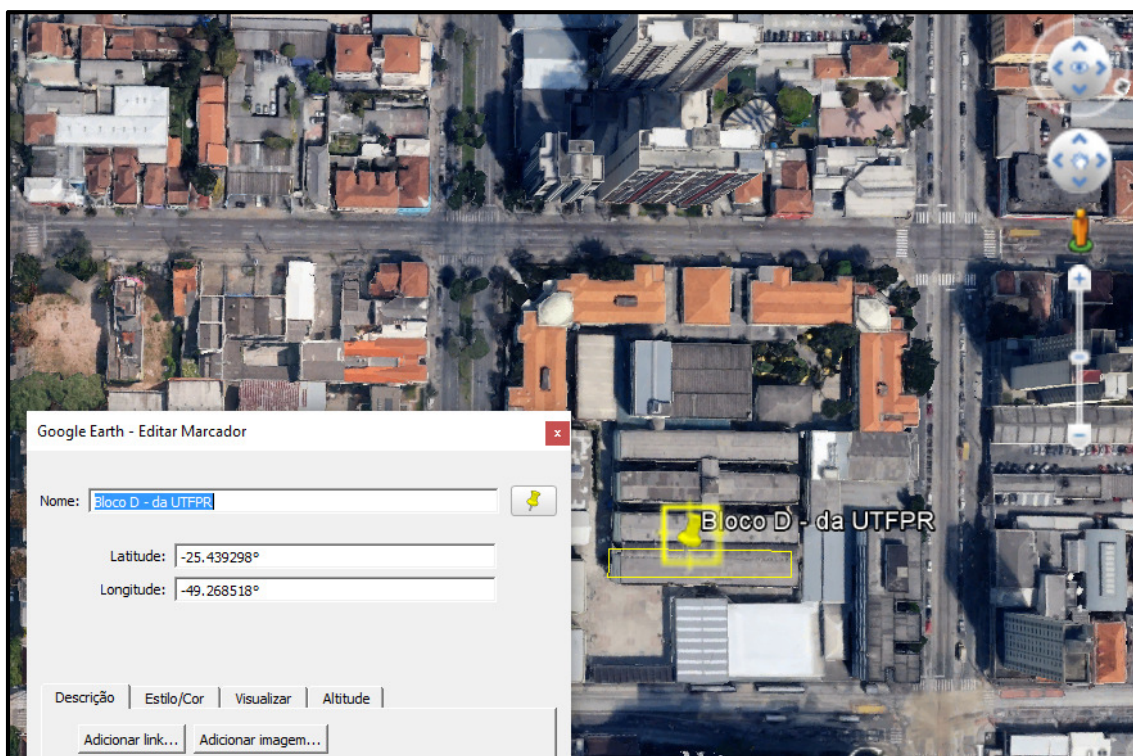 Google Earth - Editar Marcador
x
Nome: Bloco D - da UTFPR
Bloco D - da UTFPR
Latitude: -25.439298°
Longitude: -49.268518°
Descrição Estilo/Cor Visualizar Altitude
Adicionar link... Adicionar imagem...